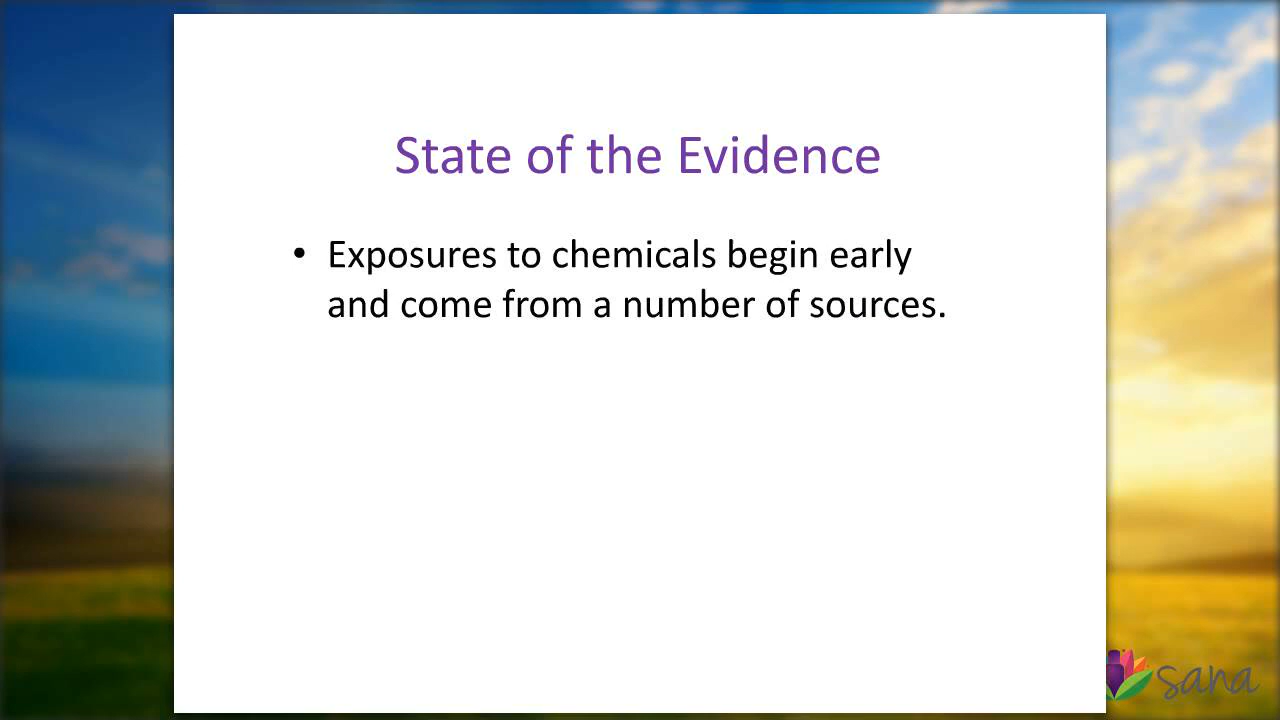 State of the Evidence
• Exposures to chemicals begin early
and come from a number of sources.
sana